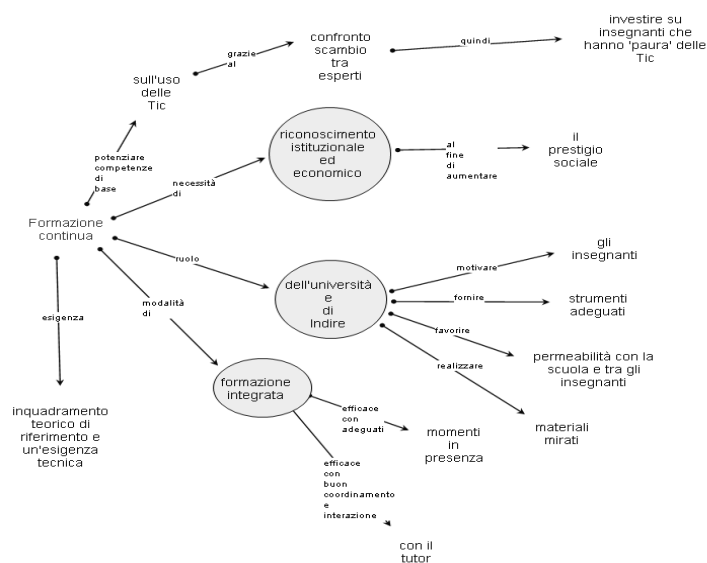 confronto
scambio
tra
esperti
grazie
al
quindi
investire su
insegnanti che
hanno 'paura' delle
Tic
sull'uso
delle
Tic
potenziare
competenze
di
base
riconoscimento
istituzionale
ed
economico
al
fine
di
aumentare
il
prestigio
sociale
necessità
di
Formazione
continua
ruolo
dell'università
e
di
Indire
motivare
gli
insegnanti
fornire
strumenti
adeguati
favorire
permeabilità con la
scuola e tra gli
insegnanti
realizzare
materiali
mirati
modalità
di
formazione
integrata
efficace
con
adeguati
momenti
in
presenza
efficace
con
buon
coordinamento
e
interazione
con il
tutor
esigenza
inquadramento
teorico di
riferimento e
un'esigenza
tecnica